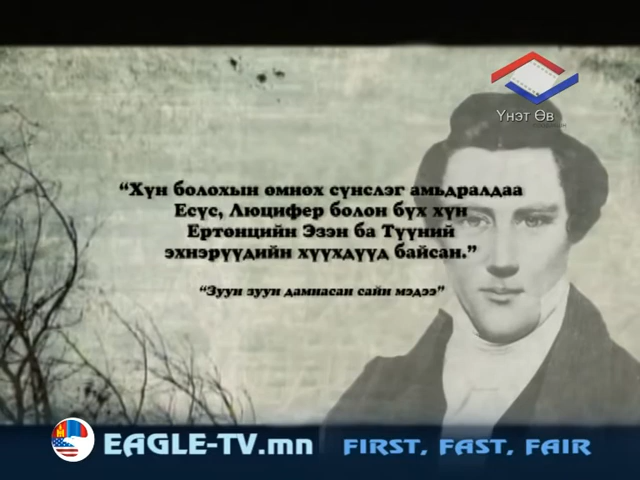 Үнэт Өв
“Хүн болохын өмнөх сүнслэг амьдралдаа
Есүс, Люцифер болон бүх хүн
Ертөнцийн Эзэн ба Түүний
эхнэрүүдийн хүүхдүүд байсан.”
“Зуун зуун дамнасан сайн мэдээ”
EAGLE-TV.mn FIRST, FAST, FAIR